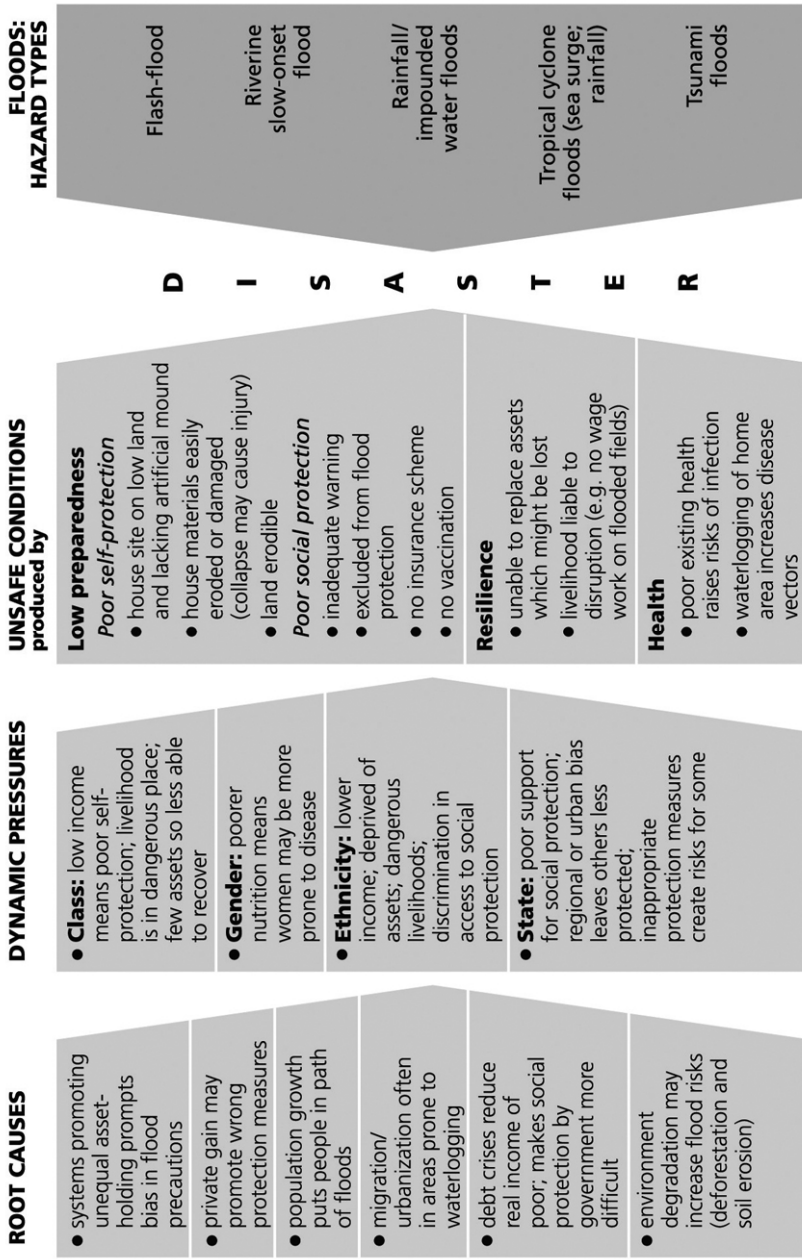 ROOT CAUSES
● systems promoting
unequal asset-
holding prompts
bias in flood
precautions
● private gain may
promote wrong
protection measures
● population growth
puts people in path
of floods
● migration/
urbanization often
in areas prone to
waterlogging
● debt crises reduce
real income of
poor; makes social
protection by
government more
difficult
● environment
degradation may
increase flood risks
(deforestation and
soil erosion)
DYNAMIC PRESSURES
● Class: low income
means poor self-
protection; livelihood
is in dangerous place;
few assets so less able
to recover
● Gender: poorer
nutrition means
women may be more
prone to disease
● Ethnicity: lower
income; deprived of
assets; dangerous
livelihoods;
discrimination in
access to social
protection
● State: poor support
for social protection;
regional or urban bias
leaves others less
protected;
inappropriate
protection measures
create risks for some
UNSAFE CONDITIONS
produced by
Low preparedness
Poor self-protection
● house site on low land
and lacking artificial mound
● house materials easily
eroded or damaged
(collapse may cause injury)
● land erodible
Poor social protection
● inadequate warning
● excluded from flood
protection
● no insurance scheme
● no vaccination
Resilience
● unable to replace assets
which might be lost
● livelihood liable to
disruption (e.g. no wage
work on flooded fields)
Health
● poor existing health
raises risks of infection
● waterlogging of home
area increases disease
vectors
D
I
S
A
S
T
E
R
FLOODS:
HAZARD TYPES
Flash-flood
Riverine
slow-onset
flood
Rainfall/
impounded
water floods
Tropical cyclone
floods (sea surge;
rainfall)
Tsunami
floods